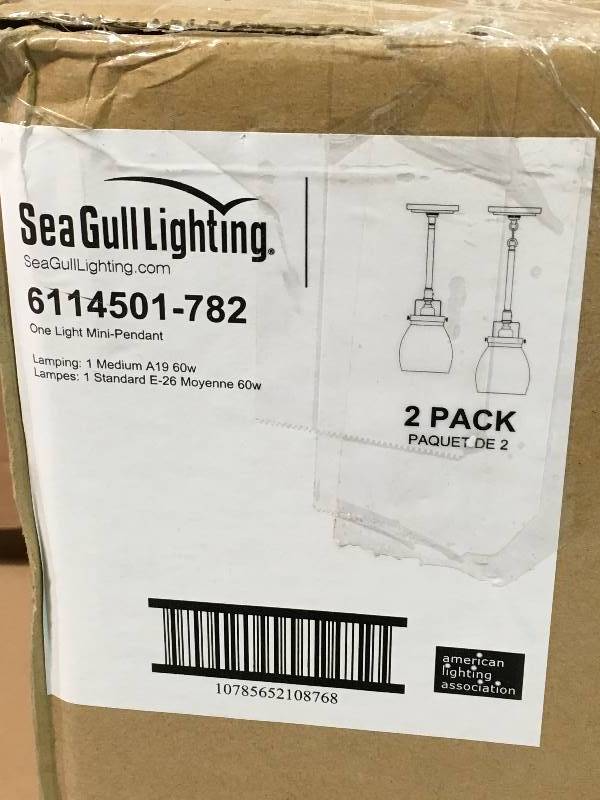 Sea Gull Lighting®
SeaGullLighting.com
6114501-782
One Light Mini-Pendant
Lamping: 1 Medium A19 60w
Lampes: 1 Standard E-26 Moyenne 60w
2 PACK
PAQUET DE 2
10785652108768
american
lighting
association